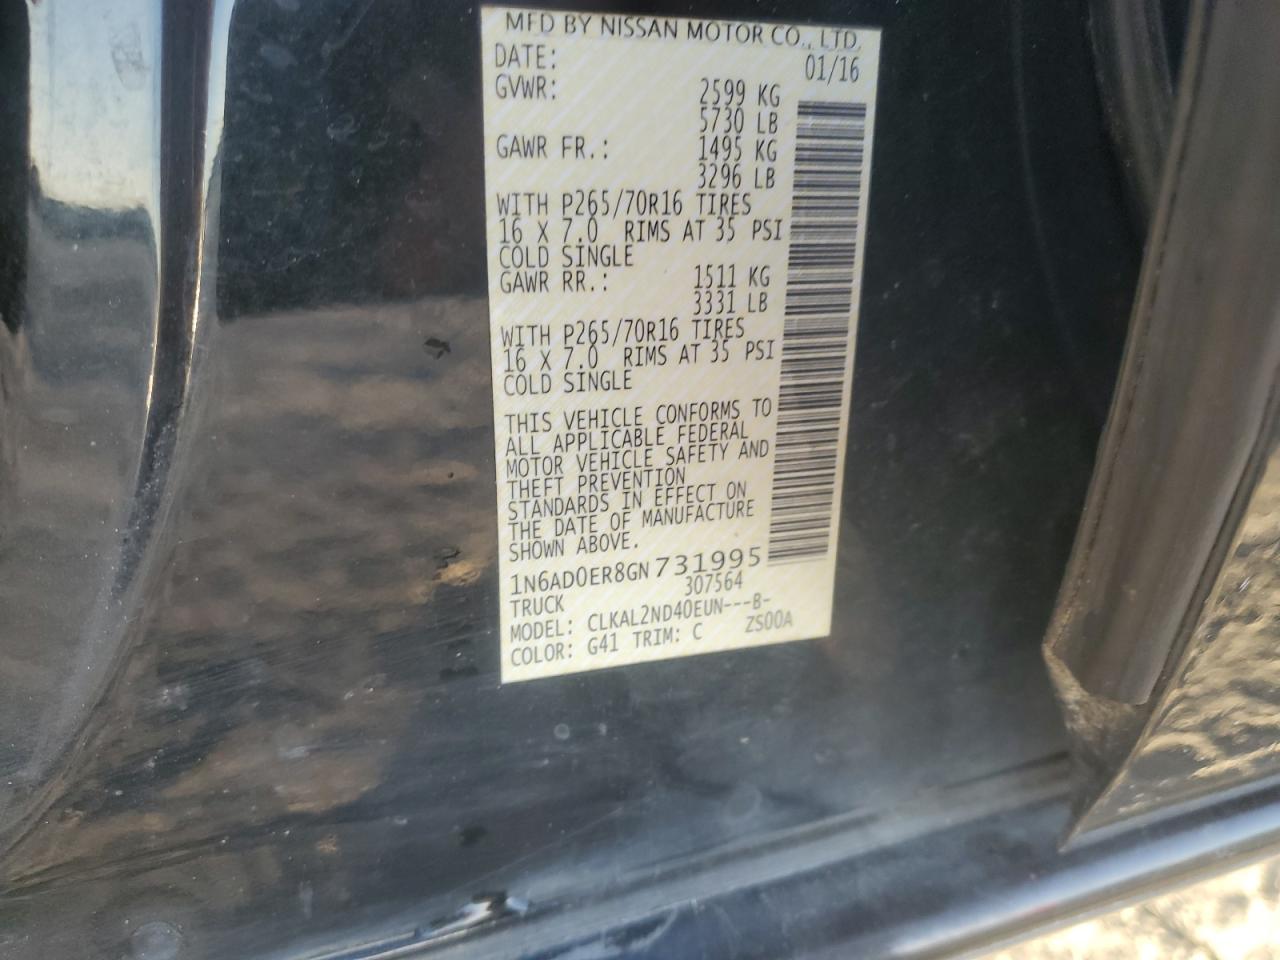 MFD BY NISSAN MOTOR CO., LTD.
DATE: 01/16
GVWR: 2599 KG
5730 LB
GAWR FR.: 1495 KG
3296 LB
WITH P265/70R16 TIRES
16 X 7.0 RIMS AT 35 PSI
COLD SINGLE
GAWR RR.: 1511 KG
3331 LB
WITH P265/70R16 TIRES
16 X 7.0 RIMS AT 35 PSI
COLD SINGLE
THIS VEHICLE CONFORMS TO
ALL APPLICABLE FEDERAL
MOTOR VEHICLE SAFETY AND
THEFT PREVENTION
STANDARDS IN EFFECT ON
THE DATE OF MANUFACTURE
SHOWN ABOVE.
1N6AD0ER8GN731995
TRUCK 307564
MODEL: CLKAL2ND40EUN---B-
COLOR: G41 TRIM: C ZS00A